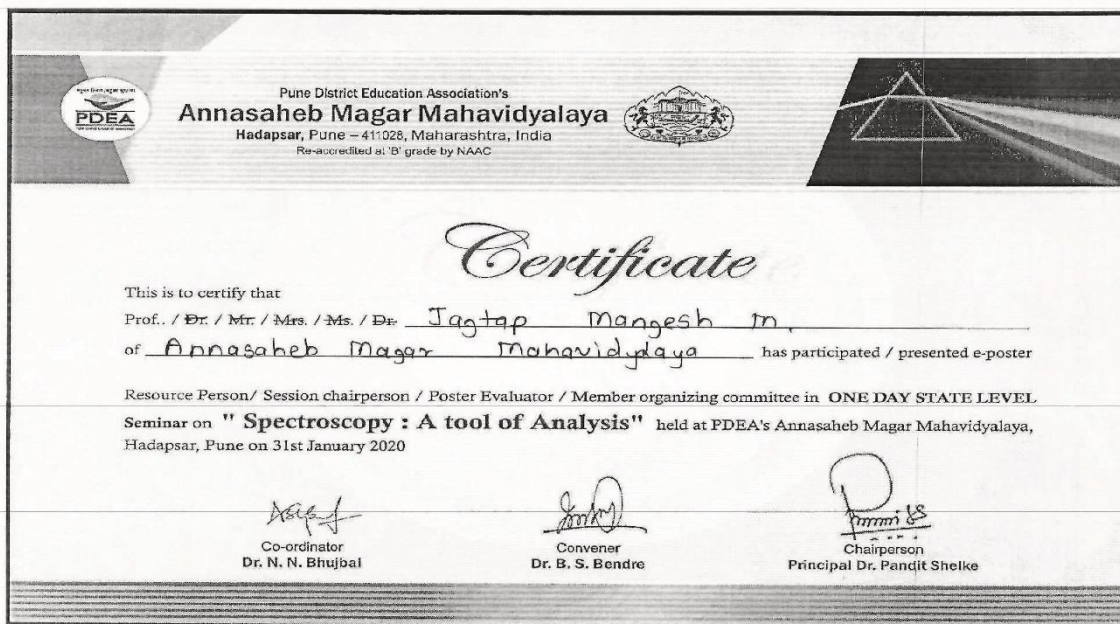 PDEA
Pune District Education Association's
Annasaheb Magar Mahavidyalaya
Hadapsar, Pune – 411028, Maharashtra, India
Re-accredited at 'B' grade by NAAC
Certificate
This is to certify that
Prof.. / Dr. / Mr. / Mrs. / Ms. / Dr Jagtap Mangesh M.
of Annasaheb Magar Mahavidyalaya has participated / presented e-poster
Resource Person/ Session chairperson / Poster Evaluator / Member organizing committee in ONE DAY STATE LEVEL
Seminar on " Spectroscopy : A tool of Analysis" held at PDEA's Annasaheb Magar Mahavidyalaya,
Hadapsar, Pune on 31st January 2020
Co-ordinator
Dr. N. N. Bhujbal
Convener
Dr. B. S. Bendre
Chairperson
Principal Dr. Pandit Shelke